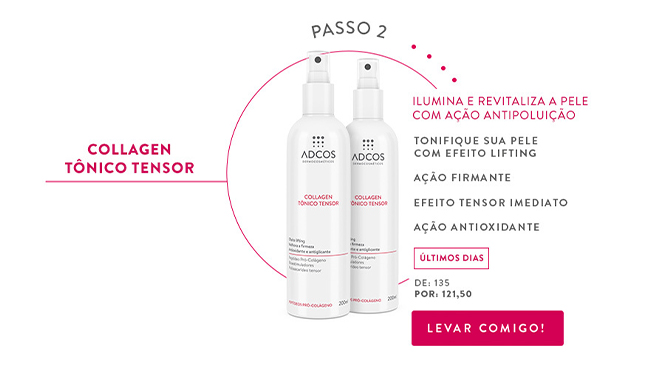 PASSO 2
COLLAGEN
TÔNICO TENSOR
ADCOS
COLLAGEN
TÔNICO TENSOR
200ml
ADCOS
COLLAGEN
TÔNICO TENSOR
200ml
ILUMINA E REVITALIZA A PELE
COM AÇÃO ANTIPOLUIÇÃO
TONIFIQUE SUA PELE
COM EFEITO LIFTING
AÇÃO FIRMANTE
EFEITO TENSOR IMEDIATO
AÇÃO ANTIOXIDANTE
ÚLTIMOS DIAS
DE: 135
POR: 121,50
LEVAR COMIGO!